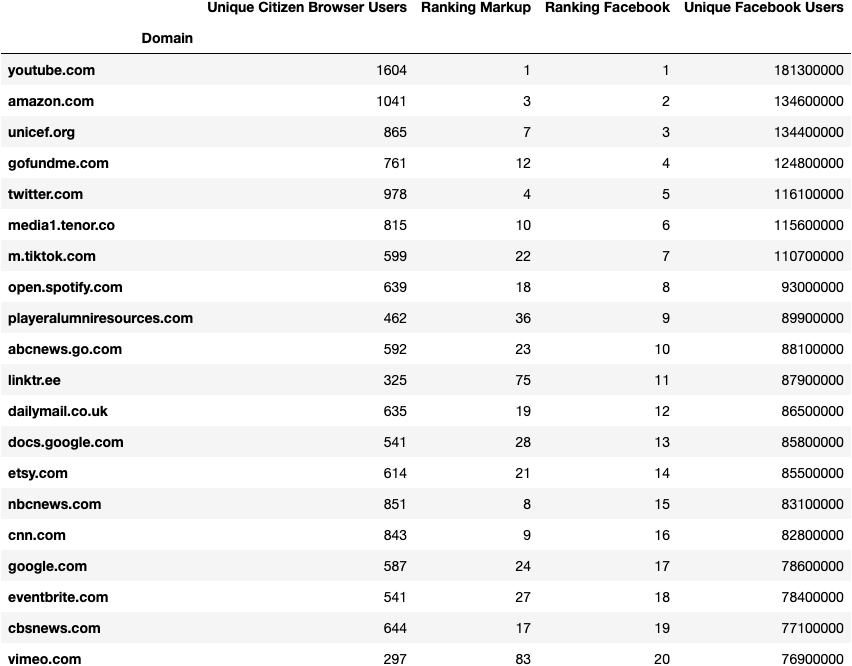 Unique Citizen Browser Users Ranking Markup Ranking Facebook Unique Facebook Users
Domain
youtube.com 1604 1 1 181300000
amazon.com 1041 3 2 134600000
unicef.org 865 7 3 134400000
gofundme.com 761 12 4 124800000
twitter.com 978 4 5 116100000
media1.tenor.co 815 10 6 115600000
m.tiktok.com 599 22 7 110700000
open.spotify.com 639 18 8 93000000
playeralumniresources.com 462 36 9 89900000
abcnews.go.com 592 23 10 88100000
linktr.ee 325 75 11 87900000
dailymail.co.uk 635 19 12 86500000
docs.google.com 541 28 13 85800000
etsy.com 614 21 14 85500000
nbcnews.com 851 8 15 83100000
cnn.com 843 9 16 82800000
google.com 587 24 17 78600000
eventbrite.com 541 27 18 78400000
cbsnews.com 644 17 19 77100000
vimeo.com 297 83 20 76900000